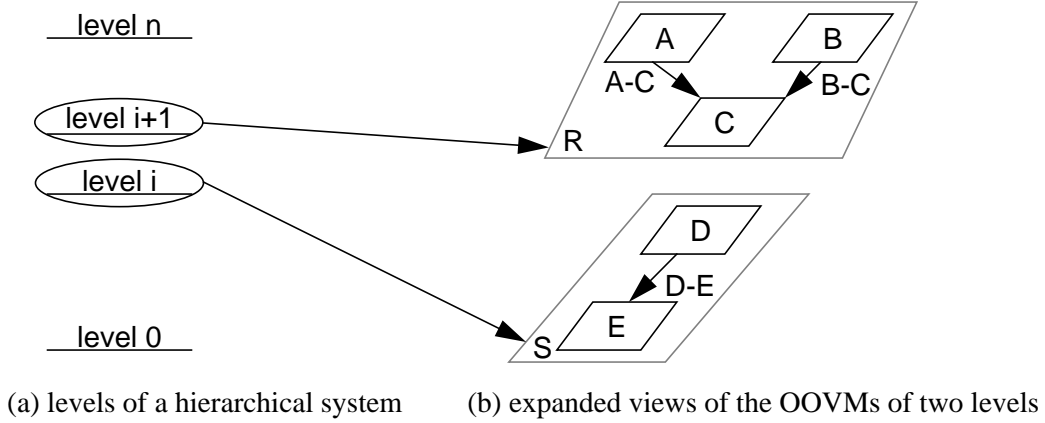 level n
level i+1
level i
level 0
A
B
A-C
B-C
C
R
D
D-E
E
S
(a) levels of a hierarchical system
(b) expanded views of the OOVMs of two levels